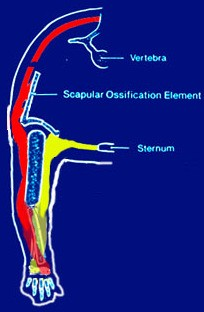 Vertebra
Scapular Ossification Element
Sternum